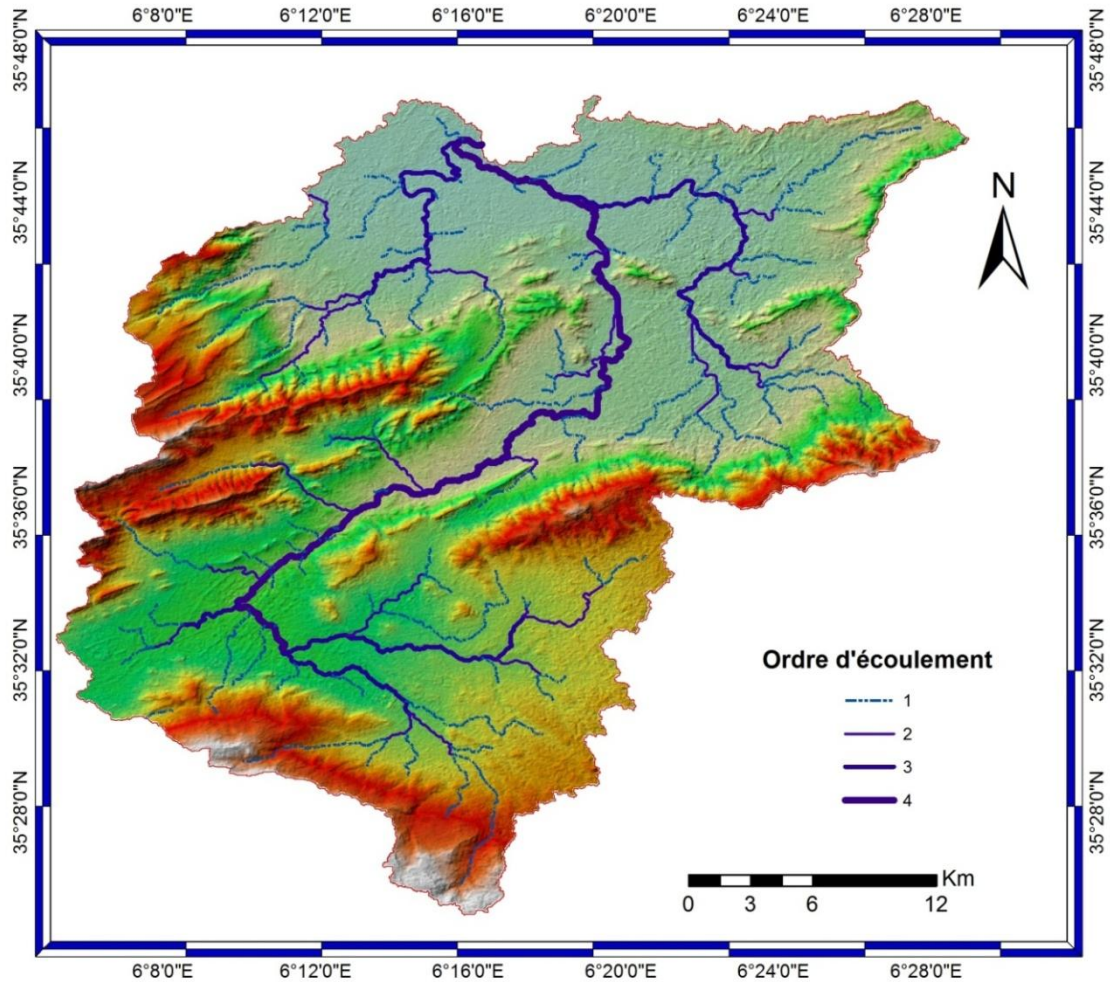 6°8'0"E 6°12'0"E 6°16'0"E 6°20'0"E 6°24'0"E 6°28'0"E
35°48'0"N 35°48'0"N
N
35°44'0"N 35°44'0"N
35°40'0"N 35°40'0"N
35°36'0"N 35°36'0"N
35°32'0"N 35°32'0"N
Ordre d'écoulement
1
2
3
4
35°28'0"N 35°28'0"N
Km
0 3 6 12
6°8'0"E 6°12'0"E 6°16'0"E 6°20'0"E 6°24'0"E 6°28'0"E